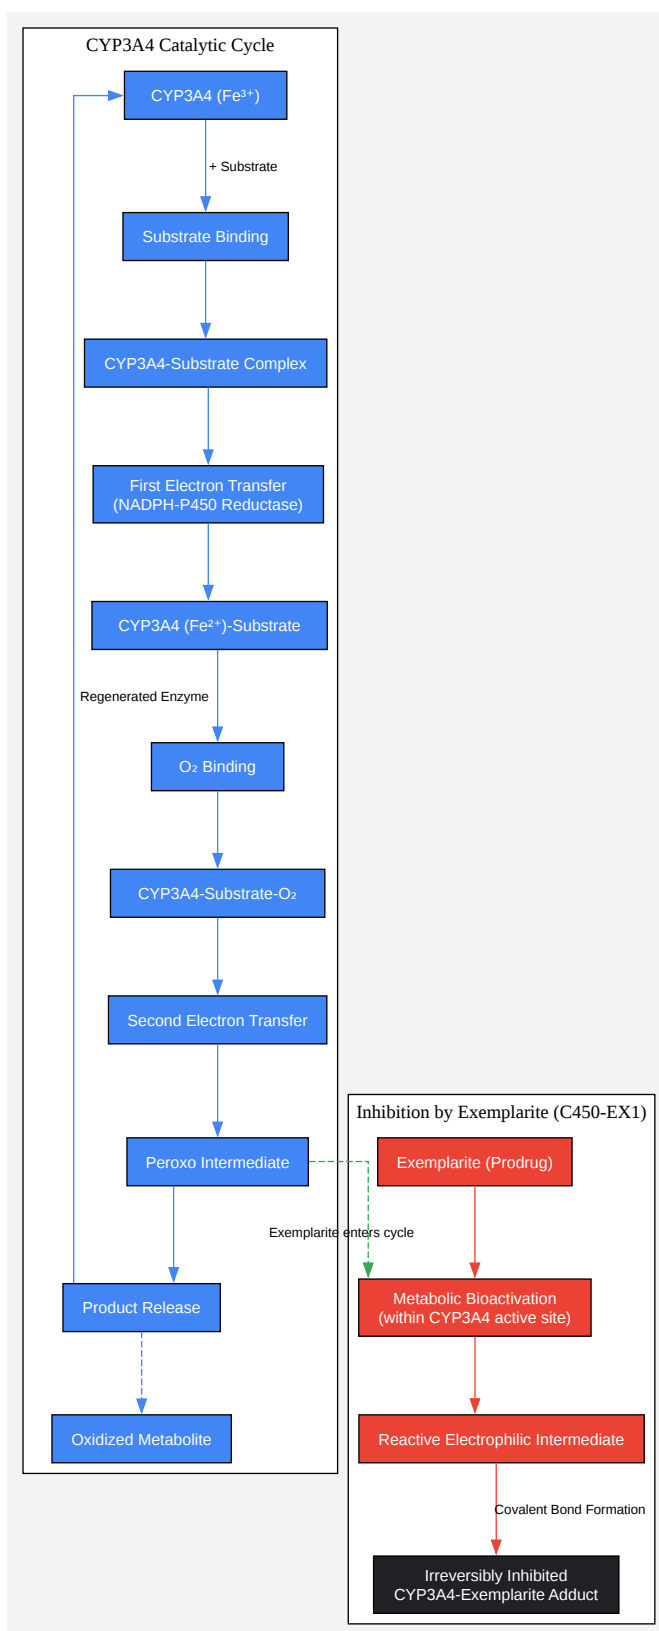 CYP3A4 Catalytic Cycle
CYP3A4 (Fe³⁺)
+ Substrate
Substrate Binding
CYP3A4-Substrate Complex
First Electron Transfer
(NADPH-P450 Reductase)
CYP3A4 (Fe²⁺)-Substrate
Regenerated Enzyme
O₂ Binding
CYP3A4-Substrate-O₂
Second Electron Transfer
Peroxo Intermediate
Product Release
Oxidized Metabolite
Inhibition by Exemplarite (C450-EX1)
Exemplarite (Prodrug)
Exemplarite enters cycle
Metabolic Bioactivation
(within CYP3A4 active site)
Reactive Electrophilic Intermediate
Covalent Bond Formation
Irreversibly Inhibited
CYP3A4-Exemplarite Adduct